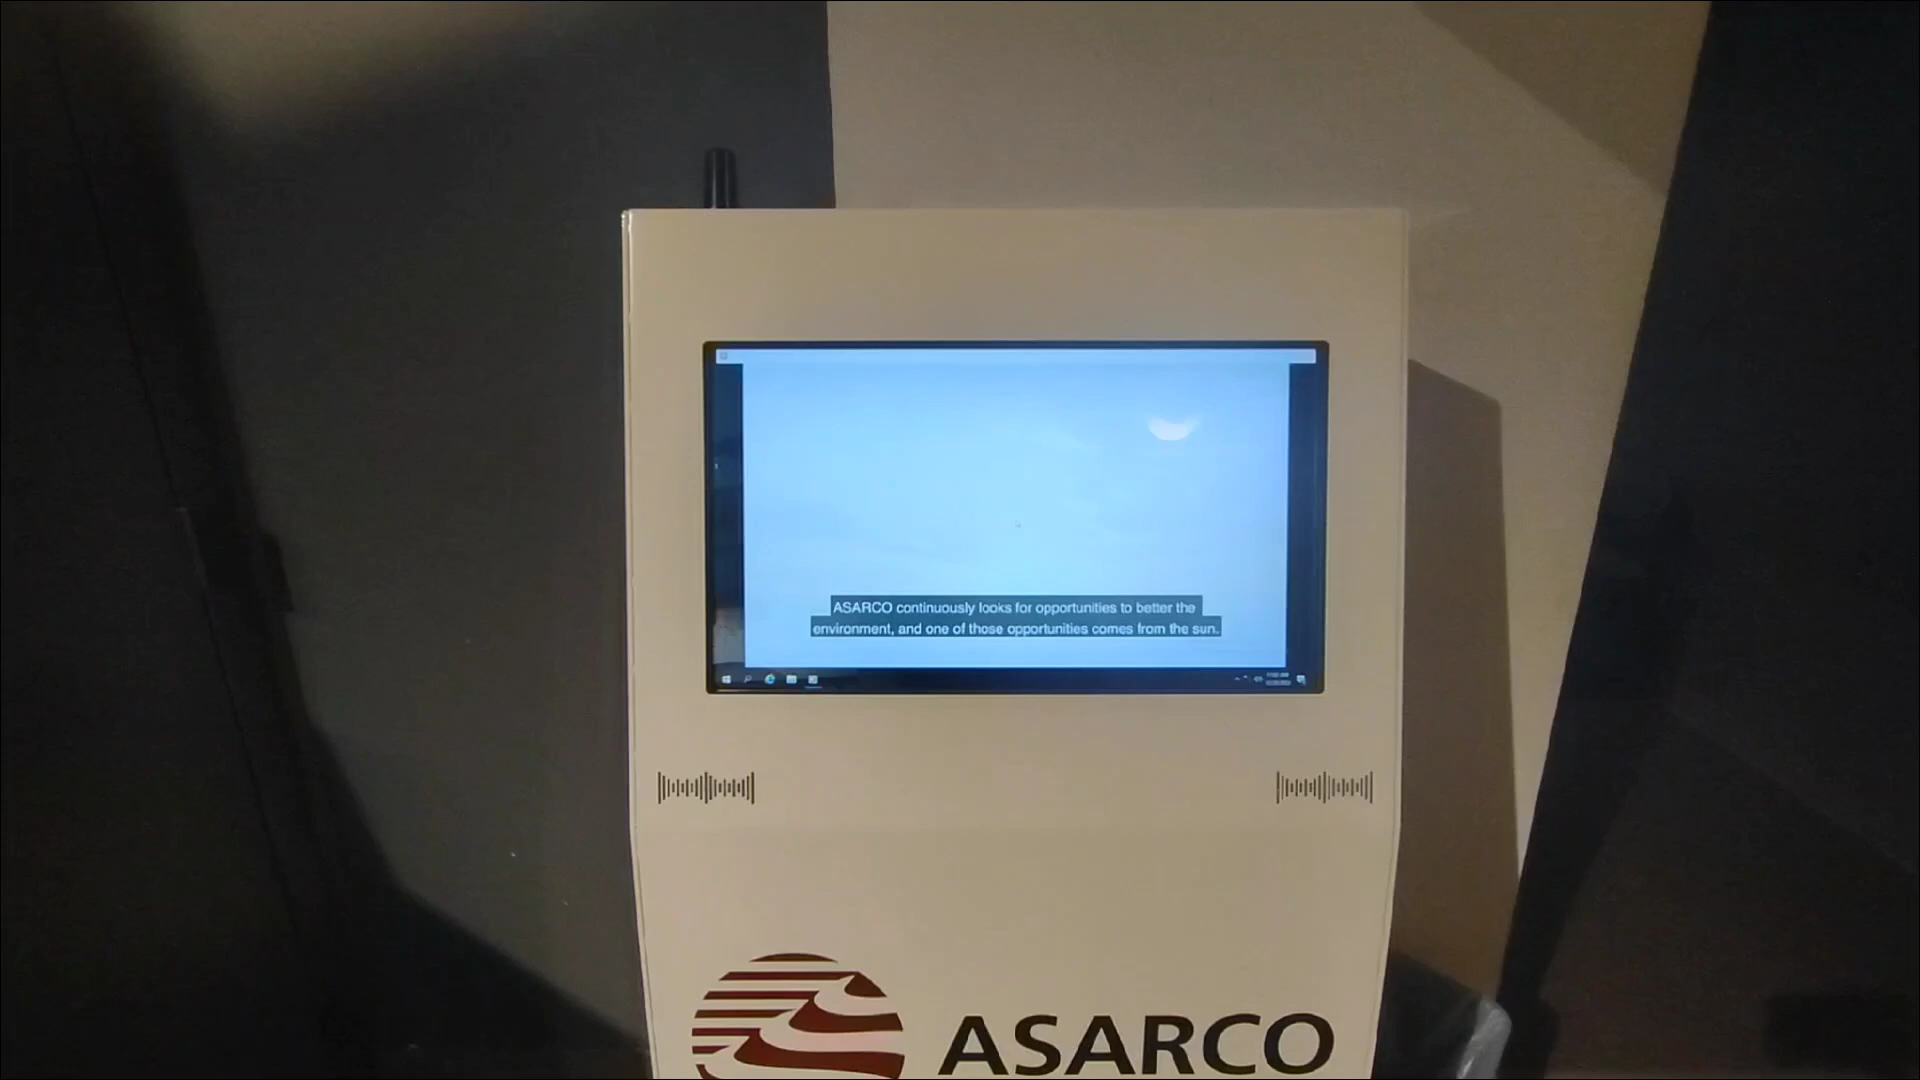 ASARCO continuously looks for opportunities to better the
environment, and one of those opportunities comes from the sun.
ASARCO